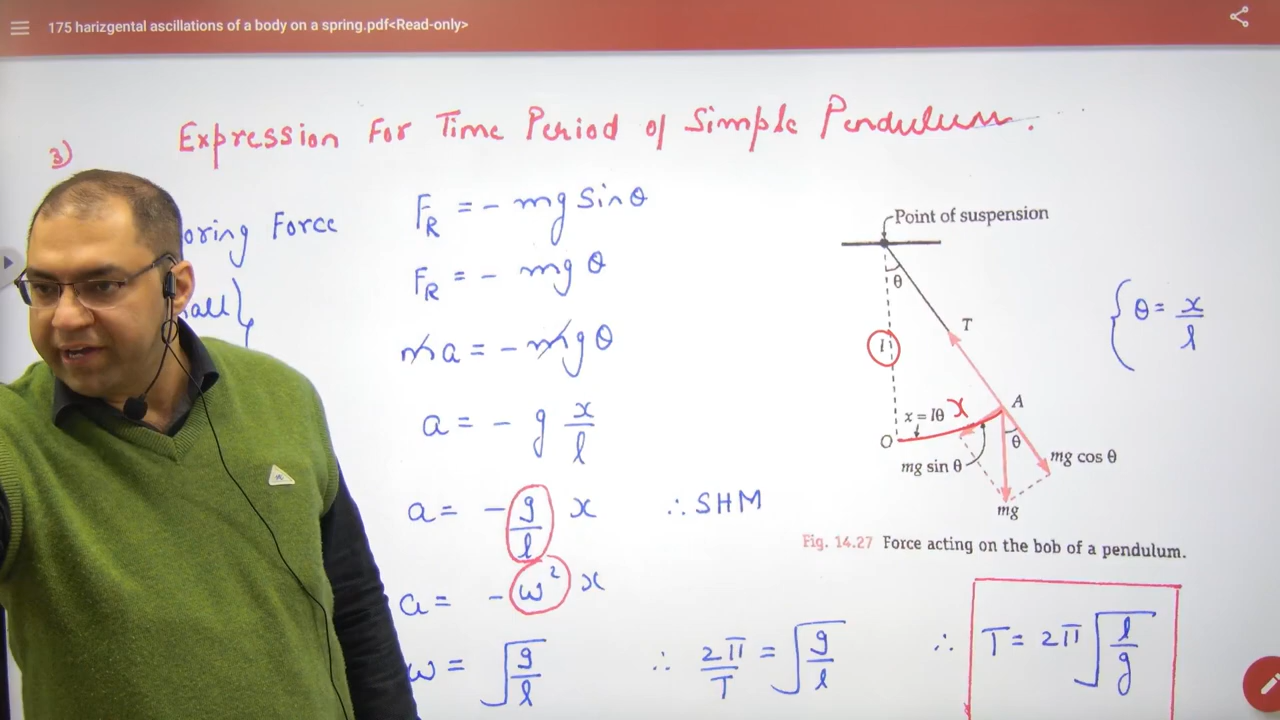 175 harizgental ascillations of a body on a spring.pdf<Read-only>
Expression For Time Period of Simple Pendulum.
3)
oring Force
F_R = - mg sinθ
F_R = - mg θ
all},
ma = - mg θ
a = - g x/l
a = - g/l x ∴ SHM
a = - ω² x
ω = √(g/l) ∴ 2π/T = √(g/l) ∴ T = 2π √(l/g)
Point of suspension
θ
T
l
A
x = lθ x
O
θ
mg sin θ
mg cos θ
mg
{ θ = x/l
Fig. 14.27 Force acting on the bob of a pendulum.